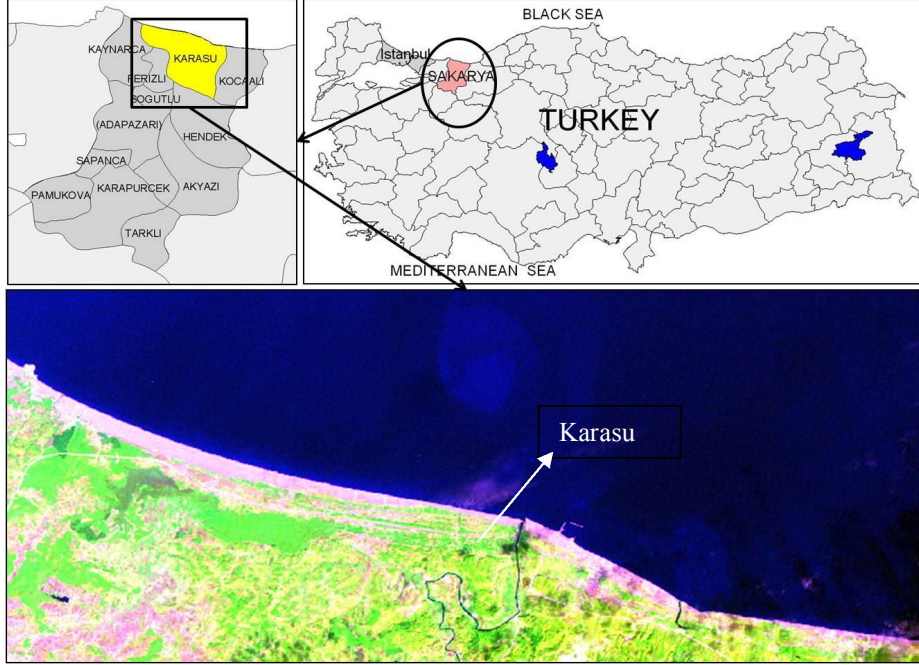 KAYNARCA
KARASU
FERIZLI
KOCAALI
SOGUTLU
(ADAPAZARI)
HENDEK
SAPANCA
PAMUKOVA
KARAPURCEK
AKYAZI
TARKLI
BLACK SEA
Istanbul
SAKARYA
TURKEY
MEDITERRANEAN SEA
Karasu